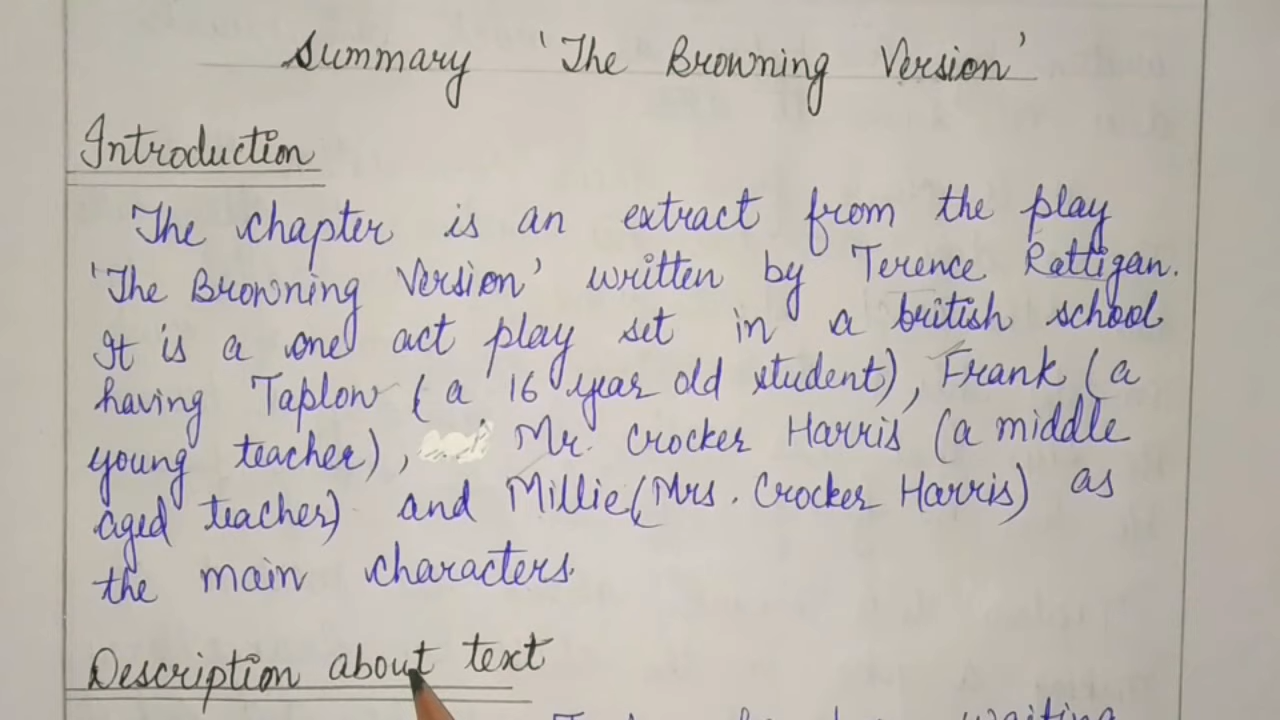 Summary 'The Browning Version'
Introduction
The chapter is an extract from the play
'The Browning Version' written by Terence Rattigan.
It is a one act play set in a british school
having Taplow (a 16 year old student), Frank (a
young teacher), Mr. Crocker Harris (a middle
aged teacher) and Millie (Mrs. Crocker Harris) as
the main characters.
Description about text
waiting